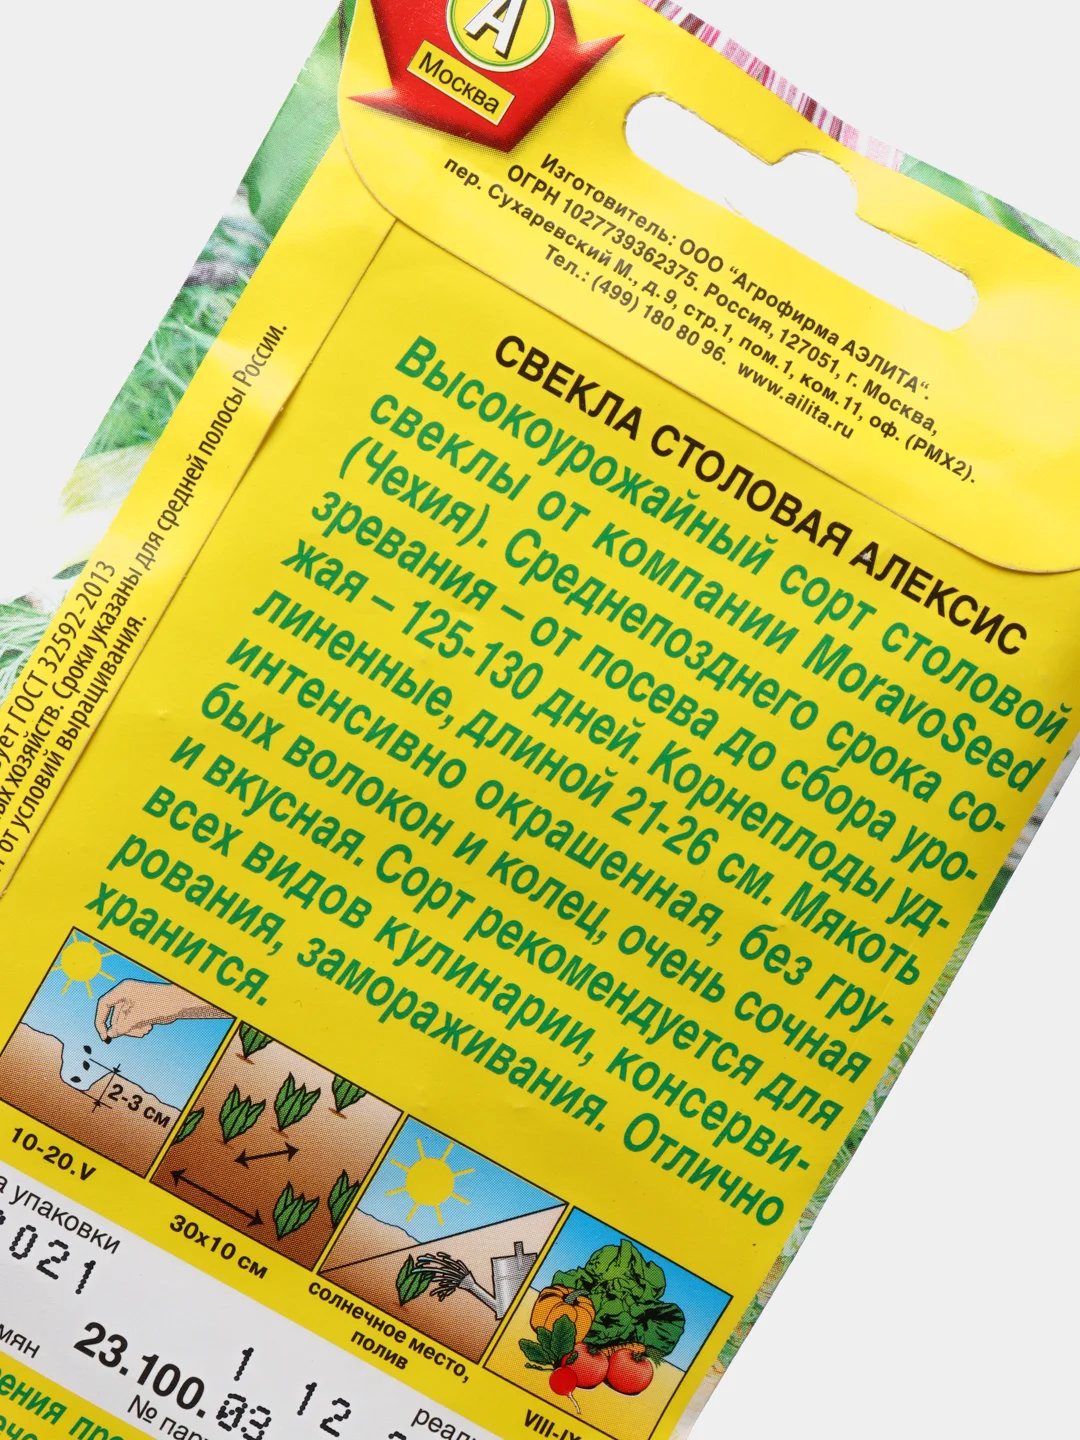 А
Москва
Изготовитель: ООО “Агрофирма АЭЛИТА“.
ОГРН 1027739362375. Россия, 127051, г. Москва,
пер. Сухаревский М., д. 9, стр.1, пом.1, ком.11, оф. (РМХ2).
Тел.: (499) 180 80 96. www.ailita.ru
СВЕКЛА СТОЛОВАЯ АЛЕКСИС
Высокоурожайный сорт столовой
свеклы от компании MoravoSeed
(Чехия). Среднепозднего срока со-
зревания – от посева до сбора уро-
жая – 125-130 дней. Корнеплоды уд-
линенные, длиной 21-26 см. Мякоть
интенсивно окрашенная, без гру-
бых волокон и колец, очень сочная
и вкусная. Сорт рекомендуется для
всех видов кулинарии, консерви-
рования, замораживания. Отлично
хранится.
ГОСТ 32592-2013
хозяйств. Сроки указаны для средней полосы России.
от условий выращивания.
2-3 см
10-20.V
30х10 см
солнечное место,
полив
VIII-IX
упаковки
021
23.100.
1
03
12
№